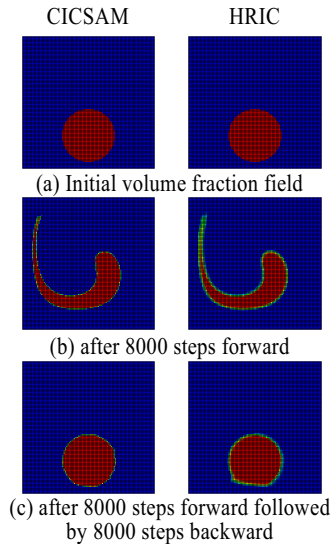 CICSAM HRIC
(a) Initial volume fraction field
(b) after 8000 steps forward
(c) after 8000 steps forward followed
by 8000 steps backward